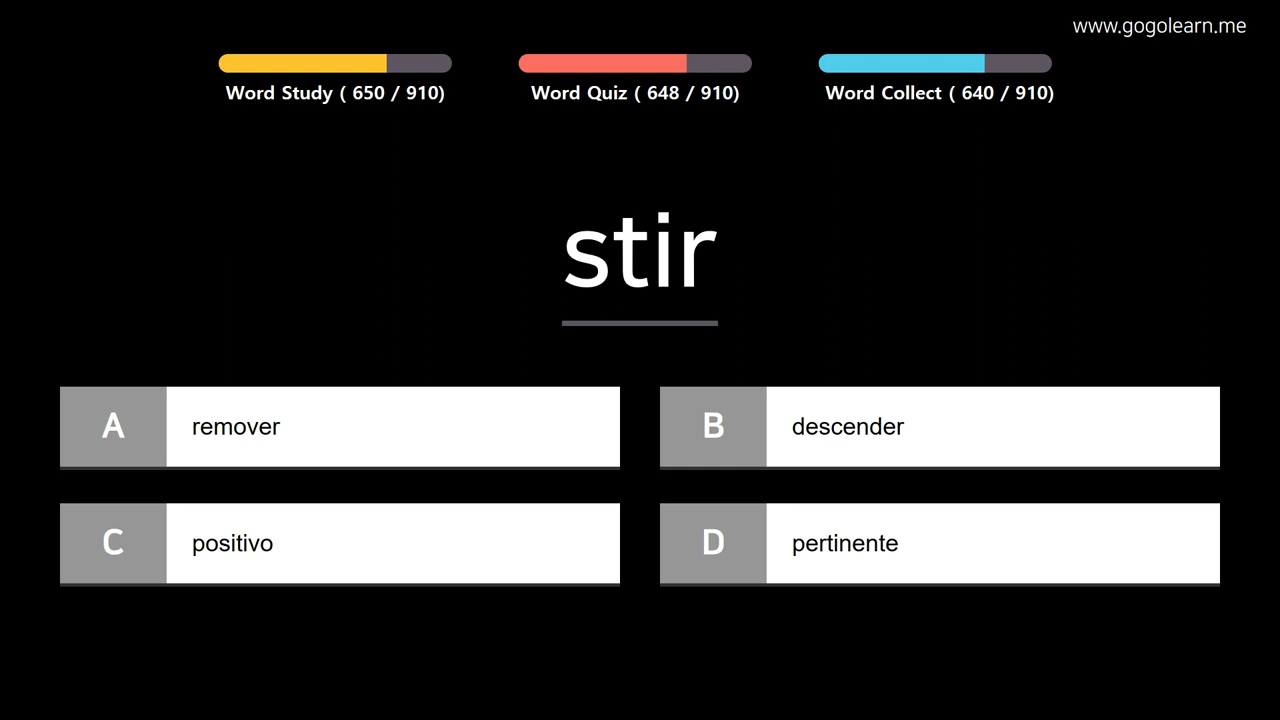 www.gogolearn.me
Word Study ( 650 / 910)
Word Quiz ( 648 / 910)
Word Collect ( 640 / 910)
stir
A remover
B descender
C positivo
D pertinente